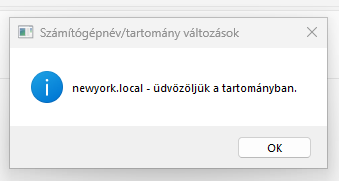 Számítógépnév/tartomány változások
newyork.local - üdvözöljük a tartományban.
OK